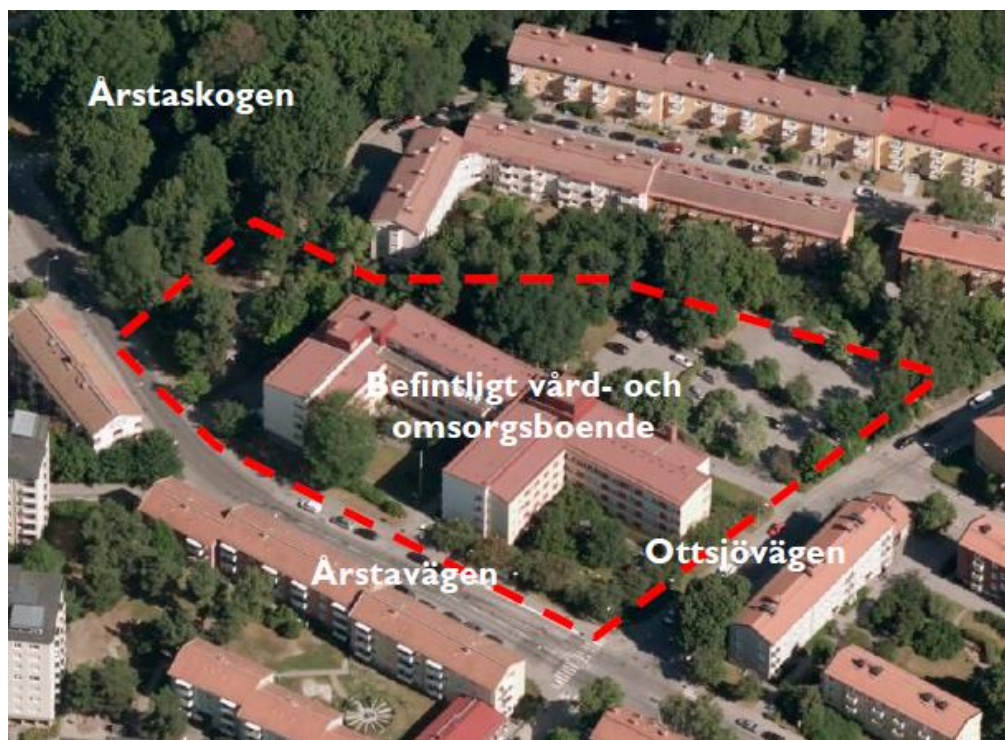 Årstaskogen
Befintligt vård- och
omsorgsboende
Årstavägen
Ottsjövägen